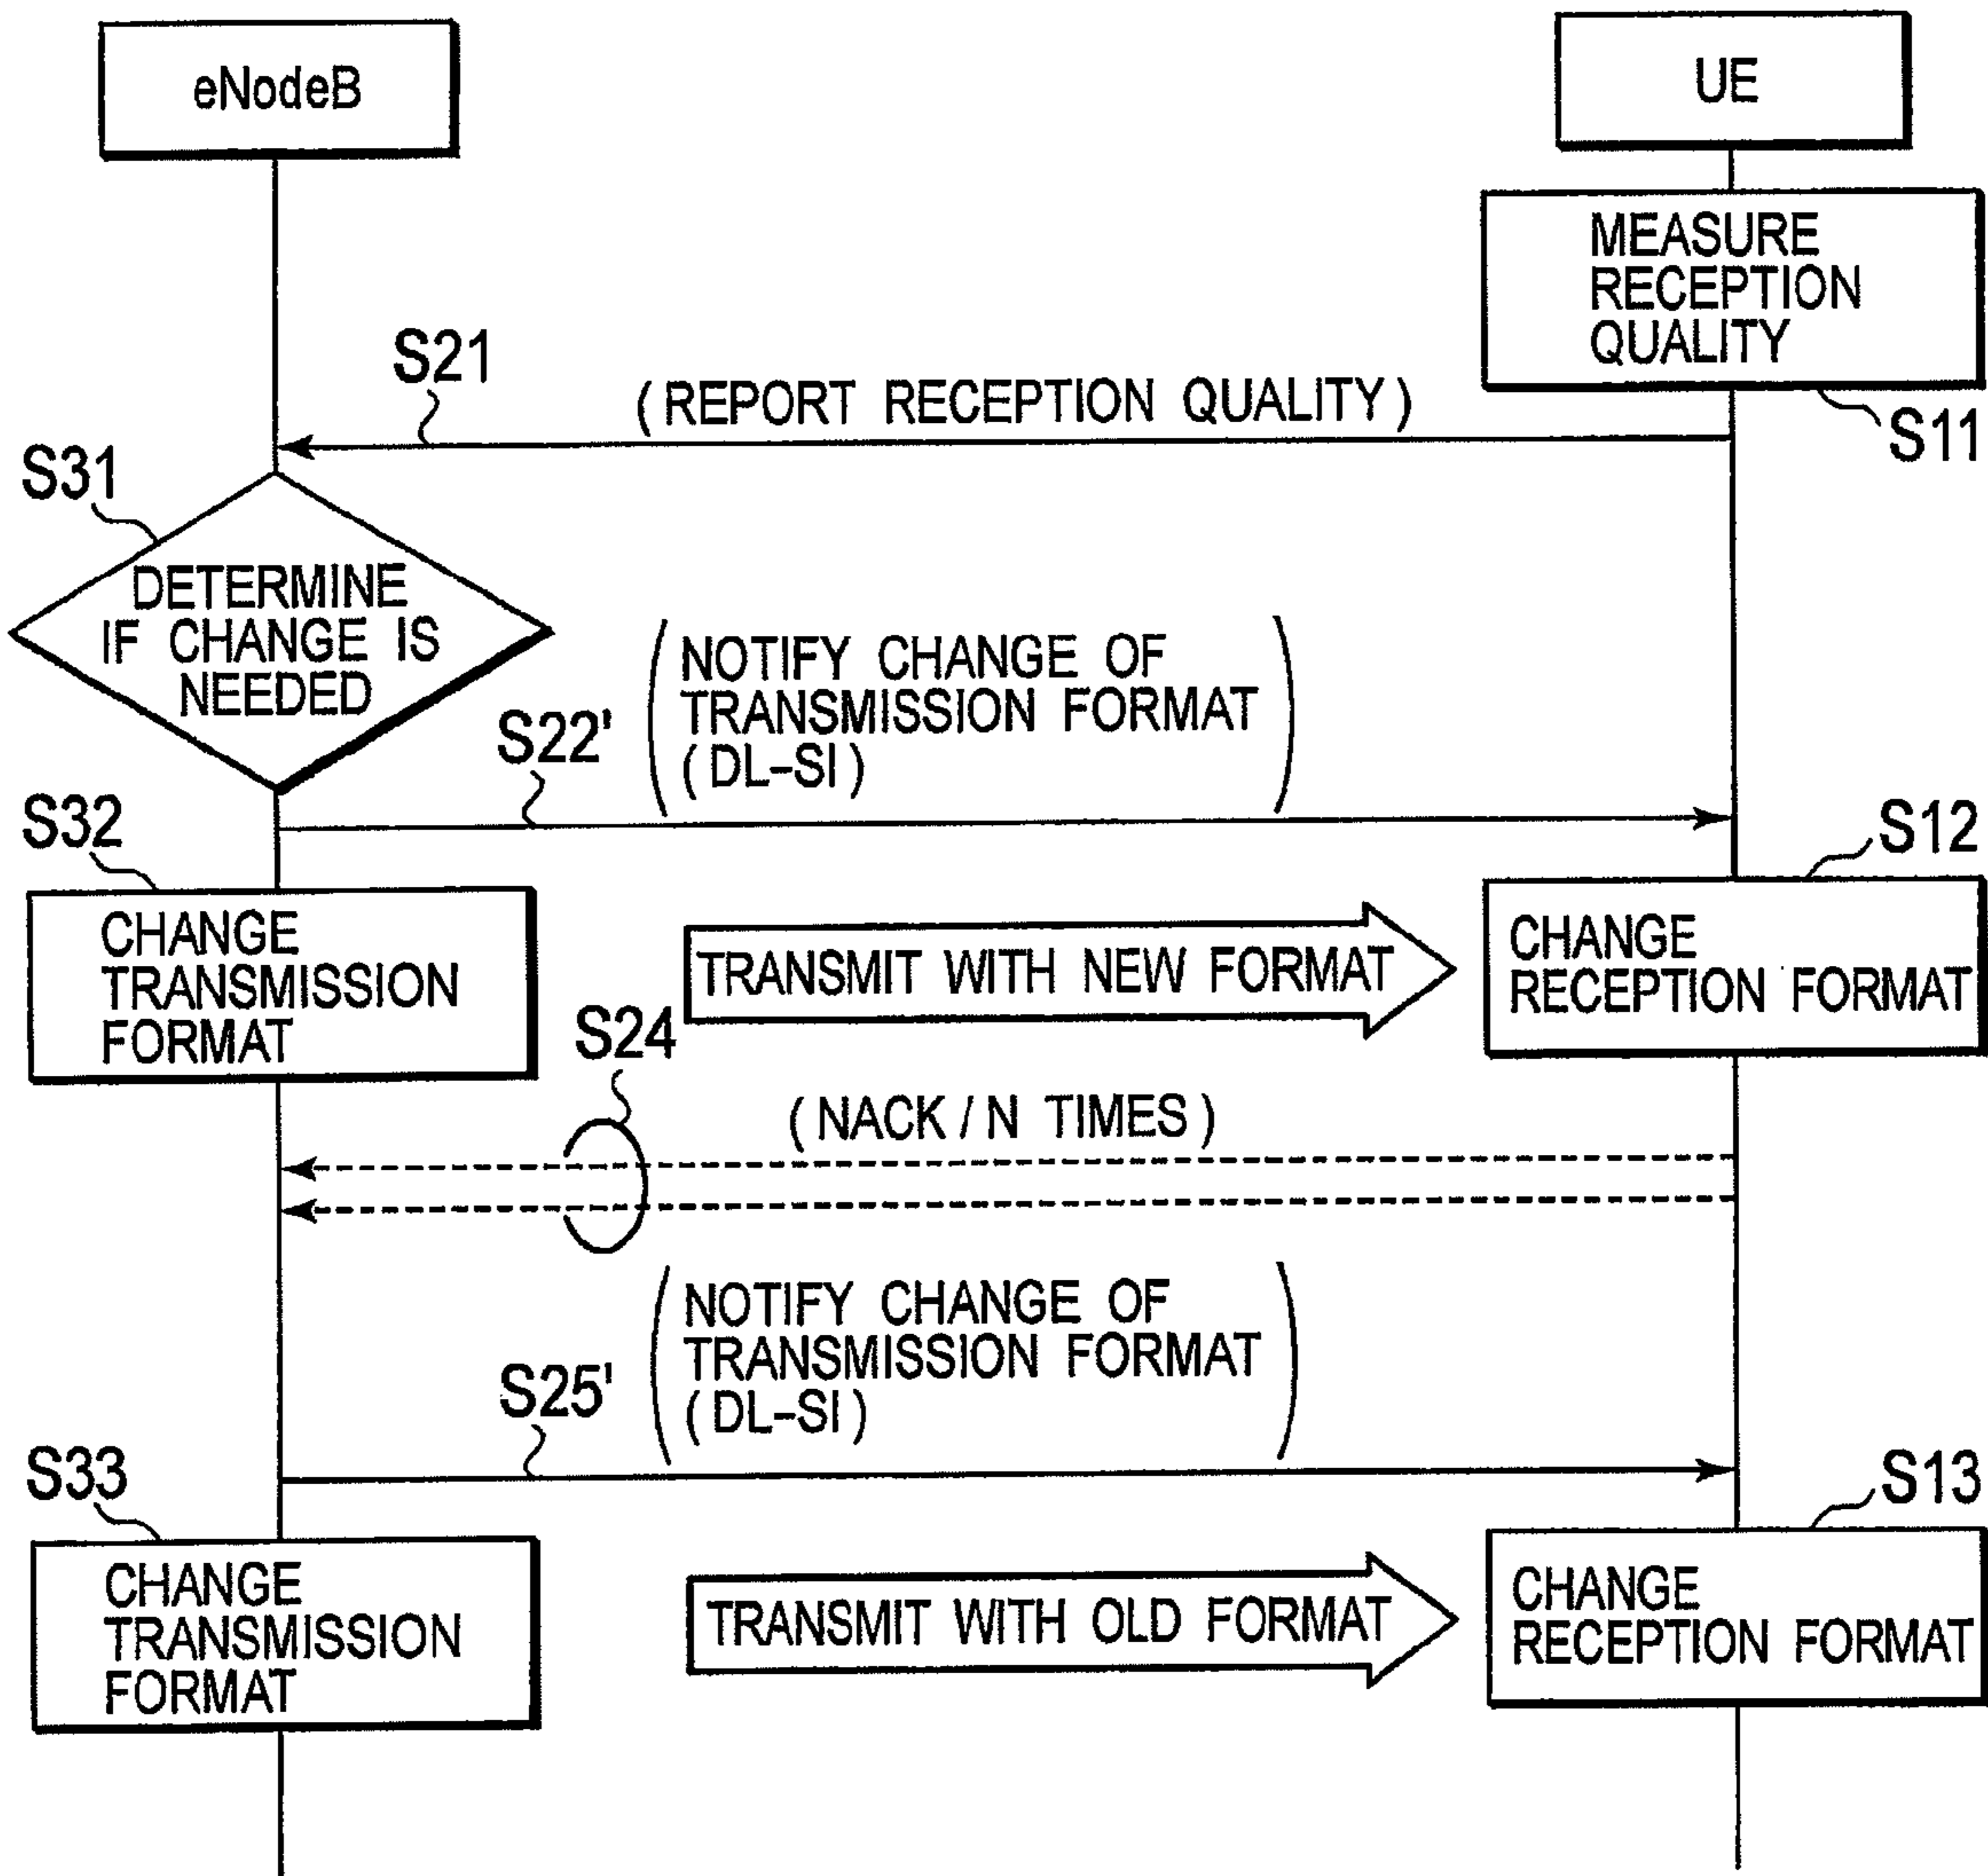 eNodeB
UE
MEASURE
RECEPTION
QUALITY
S11
S21
( REPORT RECEPTION QUALITY )
S31
DETERMINE
IF CHANGE IS
NEEDED
S22'
NOTIFY CHANGE OF
TRANSMISSION FORMAT
( DL-SI )
S32
S12
CHANGE
TRANSMISSION
FORMAT
TRANSMIT WITH NEW FORMAT
CHANGE
RECEPTION FORMAT
S24
( NACK / N TIMES )
S25'
NOTIFY CHANGE OF
TRANSMISSION FORMAT
( DL-SI )
S33
S13
CHANGE
TRANSMISSION
FORMAT
TRANSMIT WITH OLD FORMAT
CHANGE
RECEPTION FORMAT